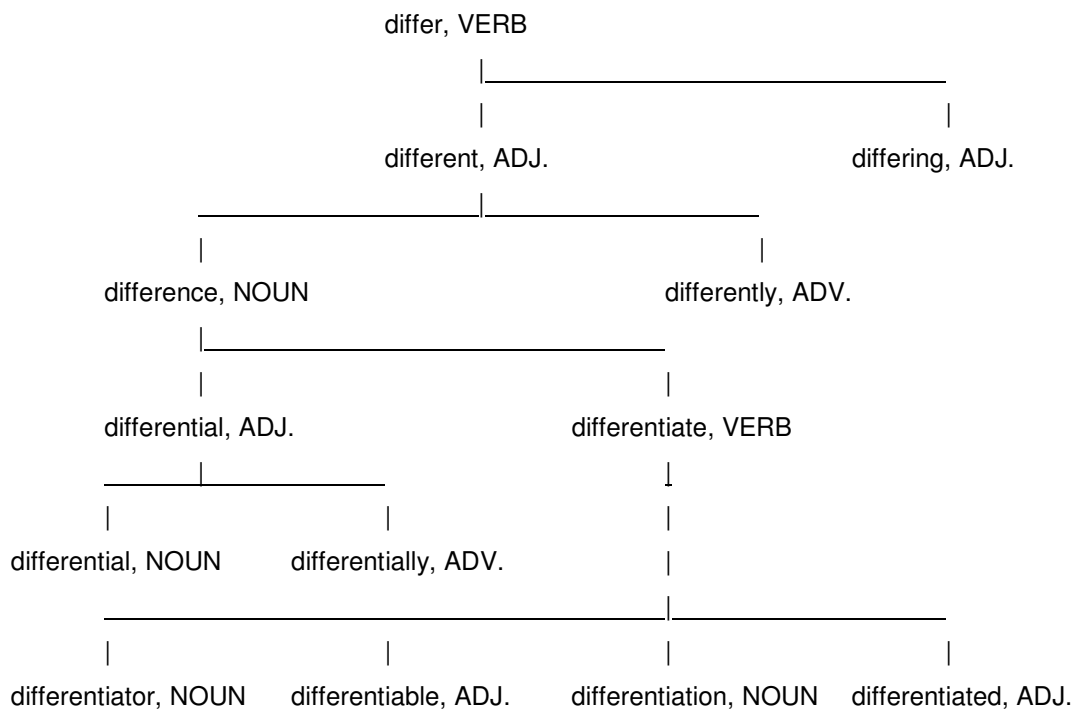 differ, VERB
different, ADJ. differing, ADJ.
difference, NOUN differently, ADV.
differential, ADJ. differentiate, VERB
differential, NOUN differentially, ADV.
differentiator, NOUN differentiable, ADJ. differentiation, NOUN differentiated, ADJ.